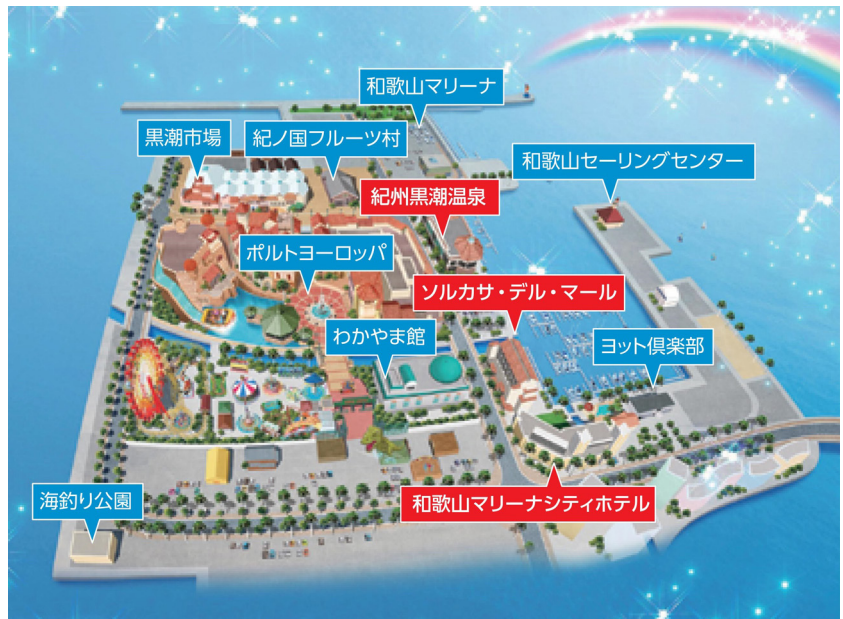 和歌山マリーナ
黒潮市場
紀ノ国フルーツ村
和歌山セーリングセンター
紀州黒潮温泉
ポルトヨーロッパ
ソルカサ・デル・マール
わかやま館
ヨット倶楽部
海釣り公園
和歌山マリーナシティホテル